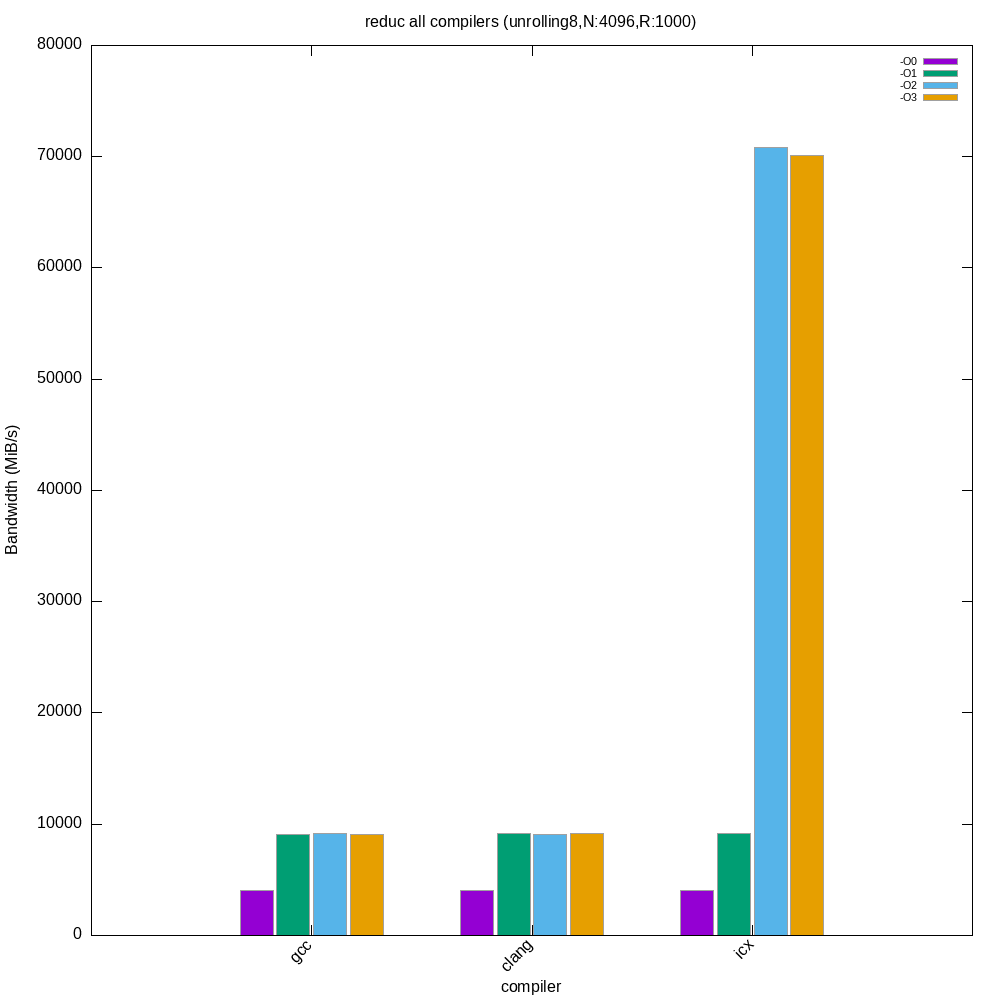 reduc all compilers (unrolling8,N:4096,R:1000)
80000
70000
60000
50000
40000
30000
20000
10000
0
Bandwidth (MiB/s)
-O0
-O1
-O2
-O3
gcc
clang
icx
compiler